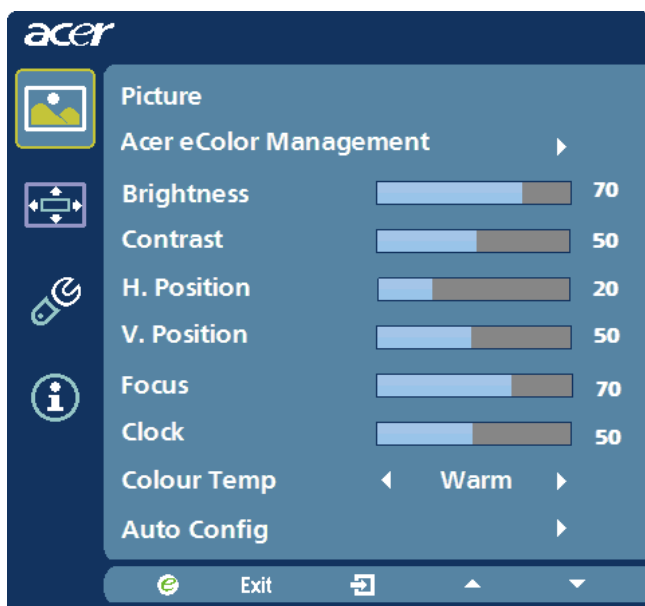 acer
Picture
Acer eColor Management
Brightness 70
Contrast 50
H. Position 20
V. Position 50
Focus 70
Clock 50
Colour Temp Warm
Auto Config
e Exit